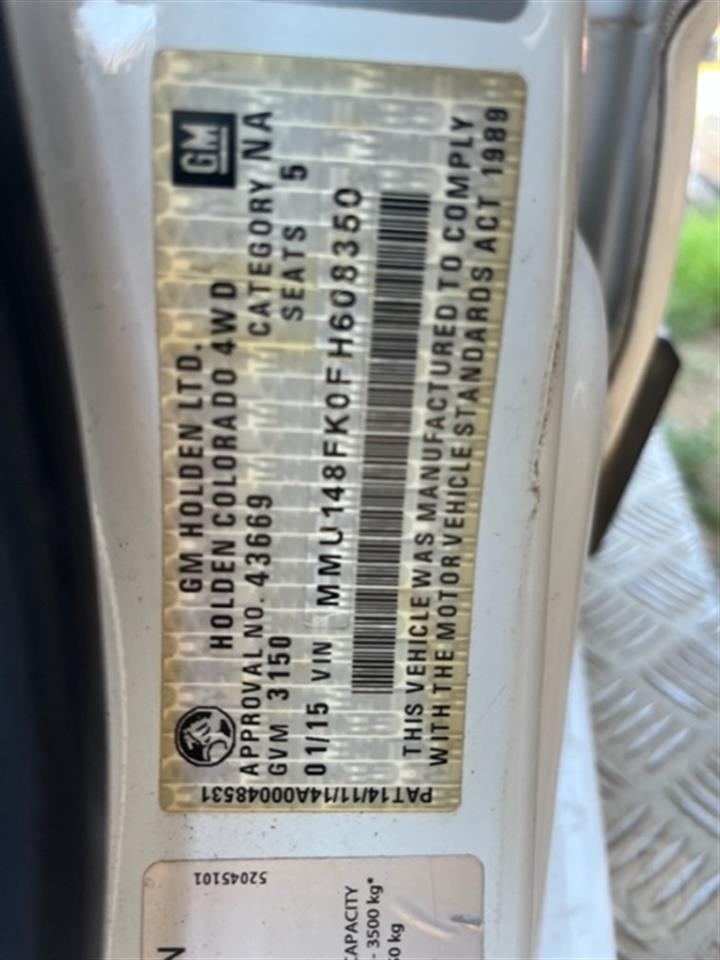 GM
GM HOLDEN LTD.
HOLDEN COLORADO 4WD
APPROVAL NO. 43669 CATEGORY NA
GVM 3150 SEATS 5
01/15 VIN MMU148FK0FH608350
THIS VEHICLE WAS MANUFACTURED TO COMPLY
WITH THE MOTOR VEHICLE STANDARDS ACT 1989
PAT14/11/14A000048531
52045101
CAPACITY
- 3500 kg*
kg